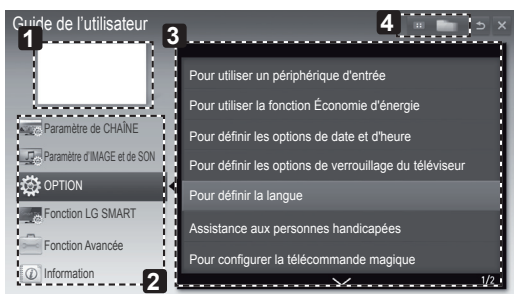 Guide de l'utilisateur
1
3
4
Paramètre de CHAÎNE
Paramètre d'IMAGE et de SON
OPTION
Fonction LG SMART
Fonction Avancée
Information
2
Pour utiliser un périphérique d'entrée
Pour utiliser la fonction Économie d'énergie
Pour définir les options de date et d'heure
Pour définir les options de verrouillage du téléviseur
Pour définir la langue
Assistance aux personnes handicapées
Pour configurer la télécommande magique
1/2